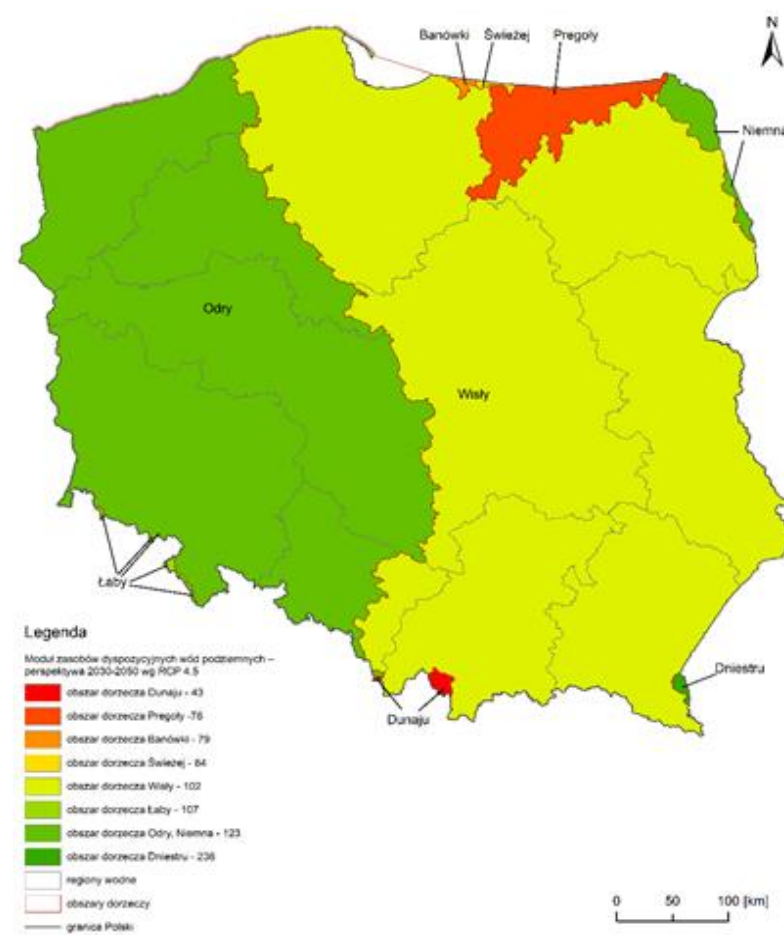 Banówki
Świeżej
Pregoły
N
Niemna
Odry
Wisły
Łaby
Dniestru
Dunaju
Legenda
Moduł zasobów dyspozycyjnych wód podziemnych –
perspektywa 2030-2050 wg RCP 4.5
obszar dorzecza Dunaju - 43
obszar dorzecza Pregoły -76
obszar dorzecza Banówki - 79
obszar dorzecza Świeżej - 84
obszar dorzecza Wisły - 102
obszar dorzecza Łaby - 107
obszar dorzecza Odry, Niemna - 123
obszar dorzecza Dniestru - 236
regiony wodne
obszary dorzeczy
granica Polski
0 50 100 [km]